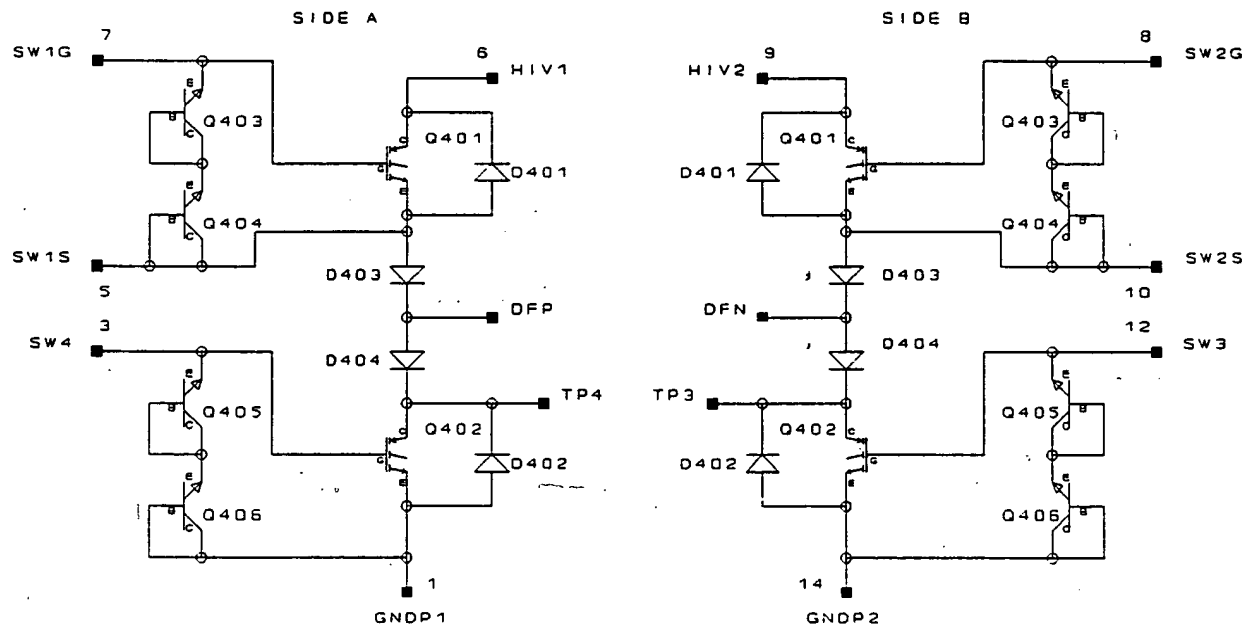 SIDE A
SIDE B
7
SW1G
6
HIV1
9
HIV2
8
SW2G
E
B
C
Q403
Q401
C
G
E
D401
Q401
C
G
E
D401
E
B
C
Q403
E
B
C
Q404
E
B
C
Q404
SW1S
5
SW2S
10
D403
D403
3
SW4
DFP
DFN
12
SW3
D404
D404
TP4
TP3
E
B
C
Q405
Q402
C
G
E
D402
Q402
C
G
E
D402
E
B
C
Q405
E
B
C
Q406
E
B
C
Q406
1
GNDP1
14
GNDP2